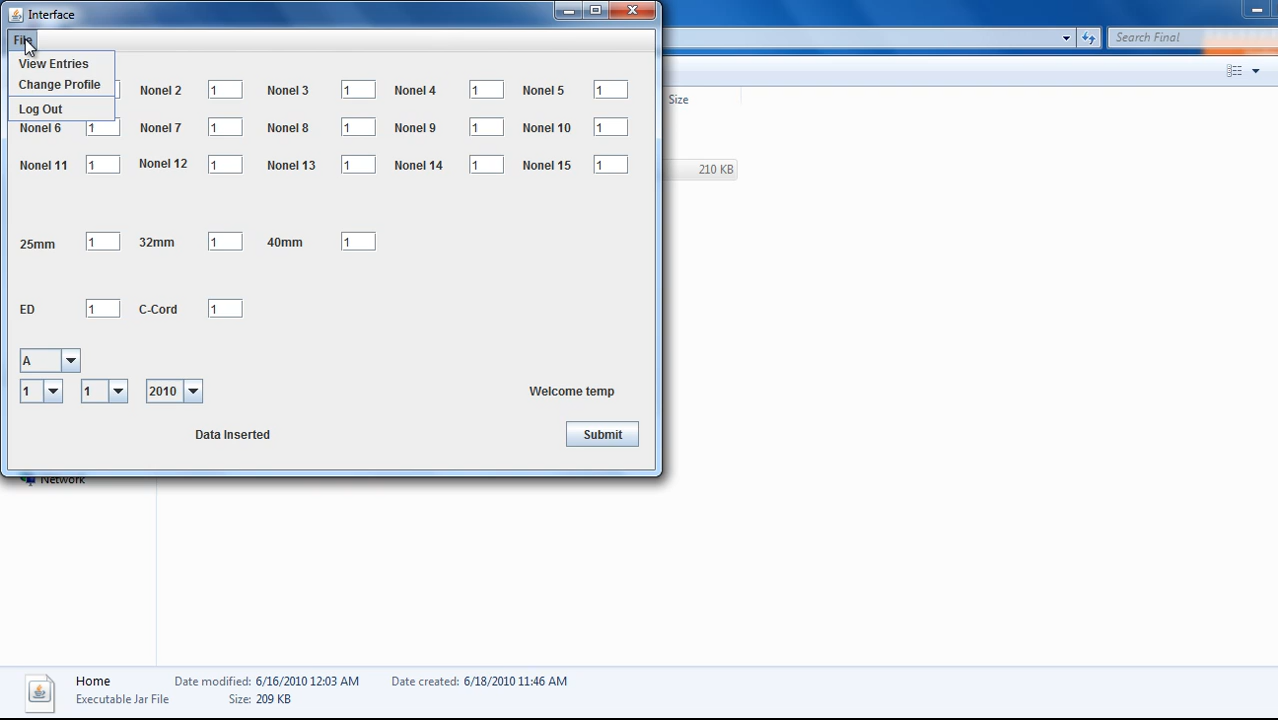 Interface
File
Search Final
View Entries
Change Profile
Log Out
Size
Nonel 2 1 Nonel 3 1 Nonel 4 1 Nonel 5 1
Nonel 6 1 Nonel 7 1 Nonel 8 1 Nonel 9 1 Nonel 10 1
Nonel 11 1 Nonel 12 1 Nonel 13 1 Nonel 14 1 Nonel 15 1
210 KB
25mm 1 32mm 1 40mm 1
ED 1 C-Cord 1
A
1 1 2010 Welcome temp
Data Inserted Submit
Network
Home Date modified: 6/16/2010 12:03 AM Date created: 6/18/2010 11:46 AM
Executable Jar File Size: 209 KB